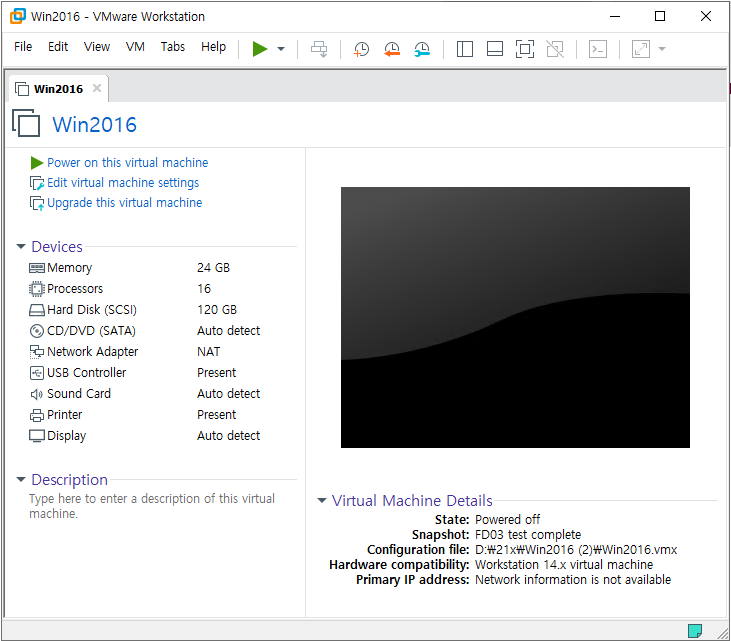 Win2016 - VMware Workstation
File Edit View VM Tabs Help
Win2016
Win2016
Power on this virtual machine
Edit virtual machine settings
Upgrade this virtual machine
Devices
Memory 24 GB
Processors 16
Hard Disk (SCSI) 120 GB
CD/DVD (SATA) Auto detect
Network Adapter NAT
USB Controller Present
Sound Card Auto detect
Printer Present
Display Auto detect
Description
Type here to enter a description of this virtual
machine.
Virtual Machine Details
State: Powered off
Snapshot: FD03 test complete
Configuration file: D:₩21x₩Win2016 (2)₩Win2016.vmx
Hardware compatibility: Workstation 14.x virtual machine
Primary IP address: Network information is not available